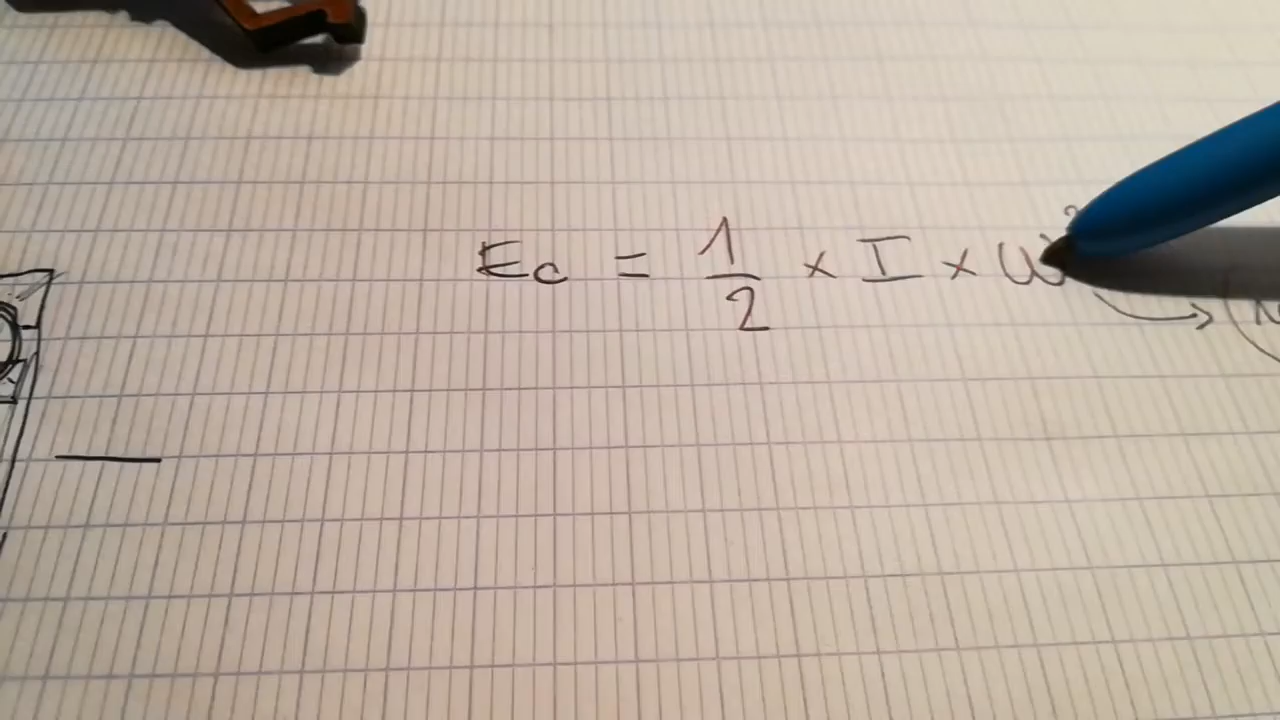 Ec = 1/2 × I × ω²